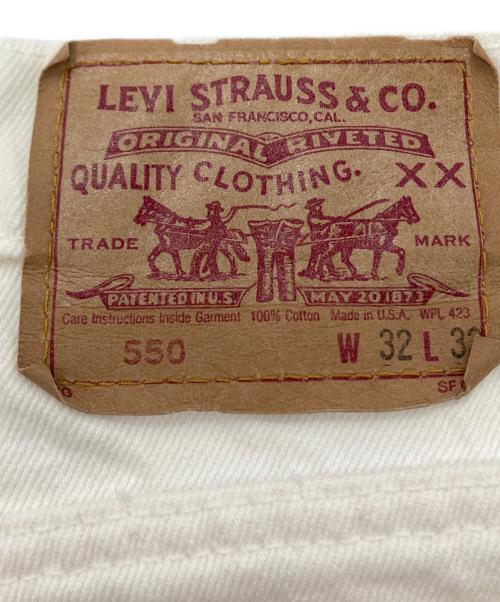 LEVI STRAUSS & CO.
SAN FRANCISCO, CAL.
ORIGINAL RIVETED
QUALITY CLOTHING. XX
TRADE MARK
PATENTED IN U.S. MAY 20 1873
Care Instructions Inside Garment 100% Cotton Made in U.S.A. WPL 423
550 W 32 L
SF